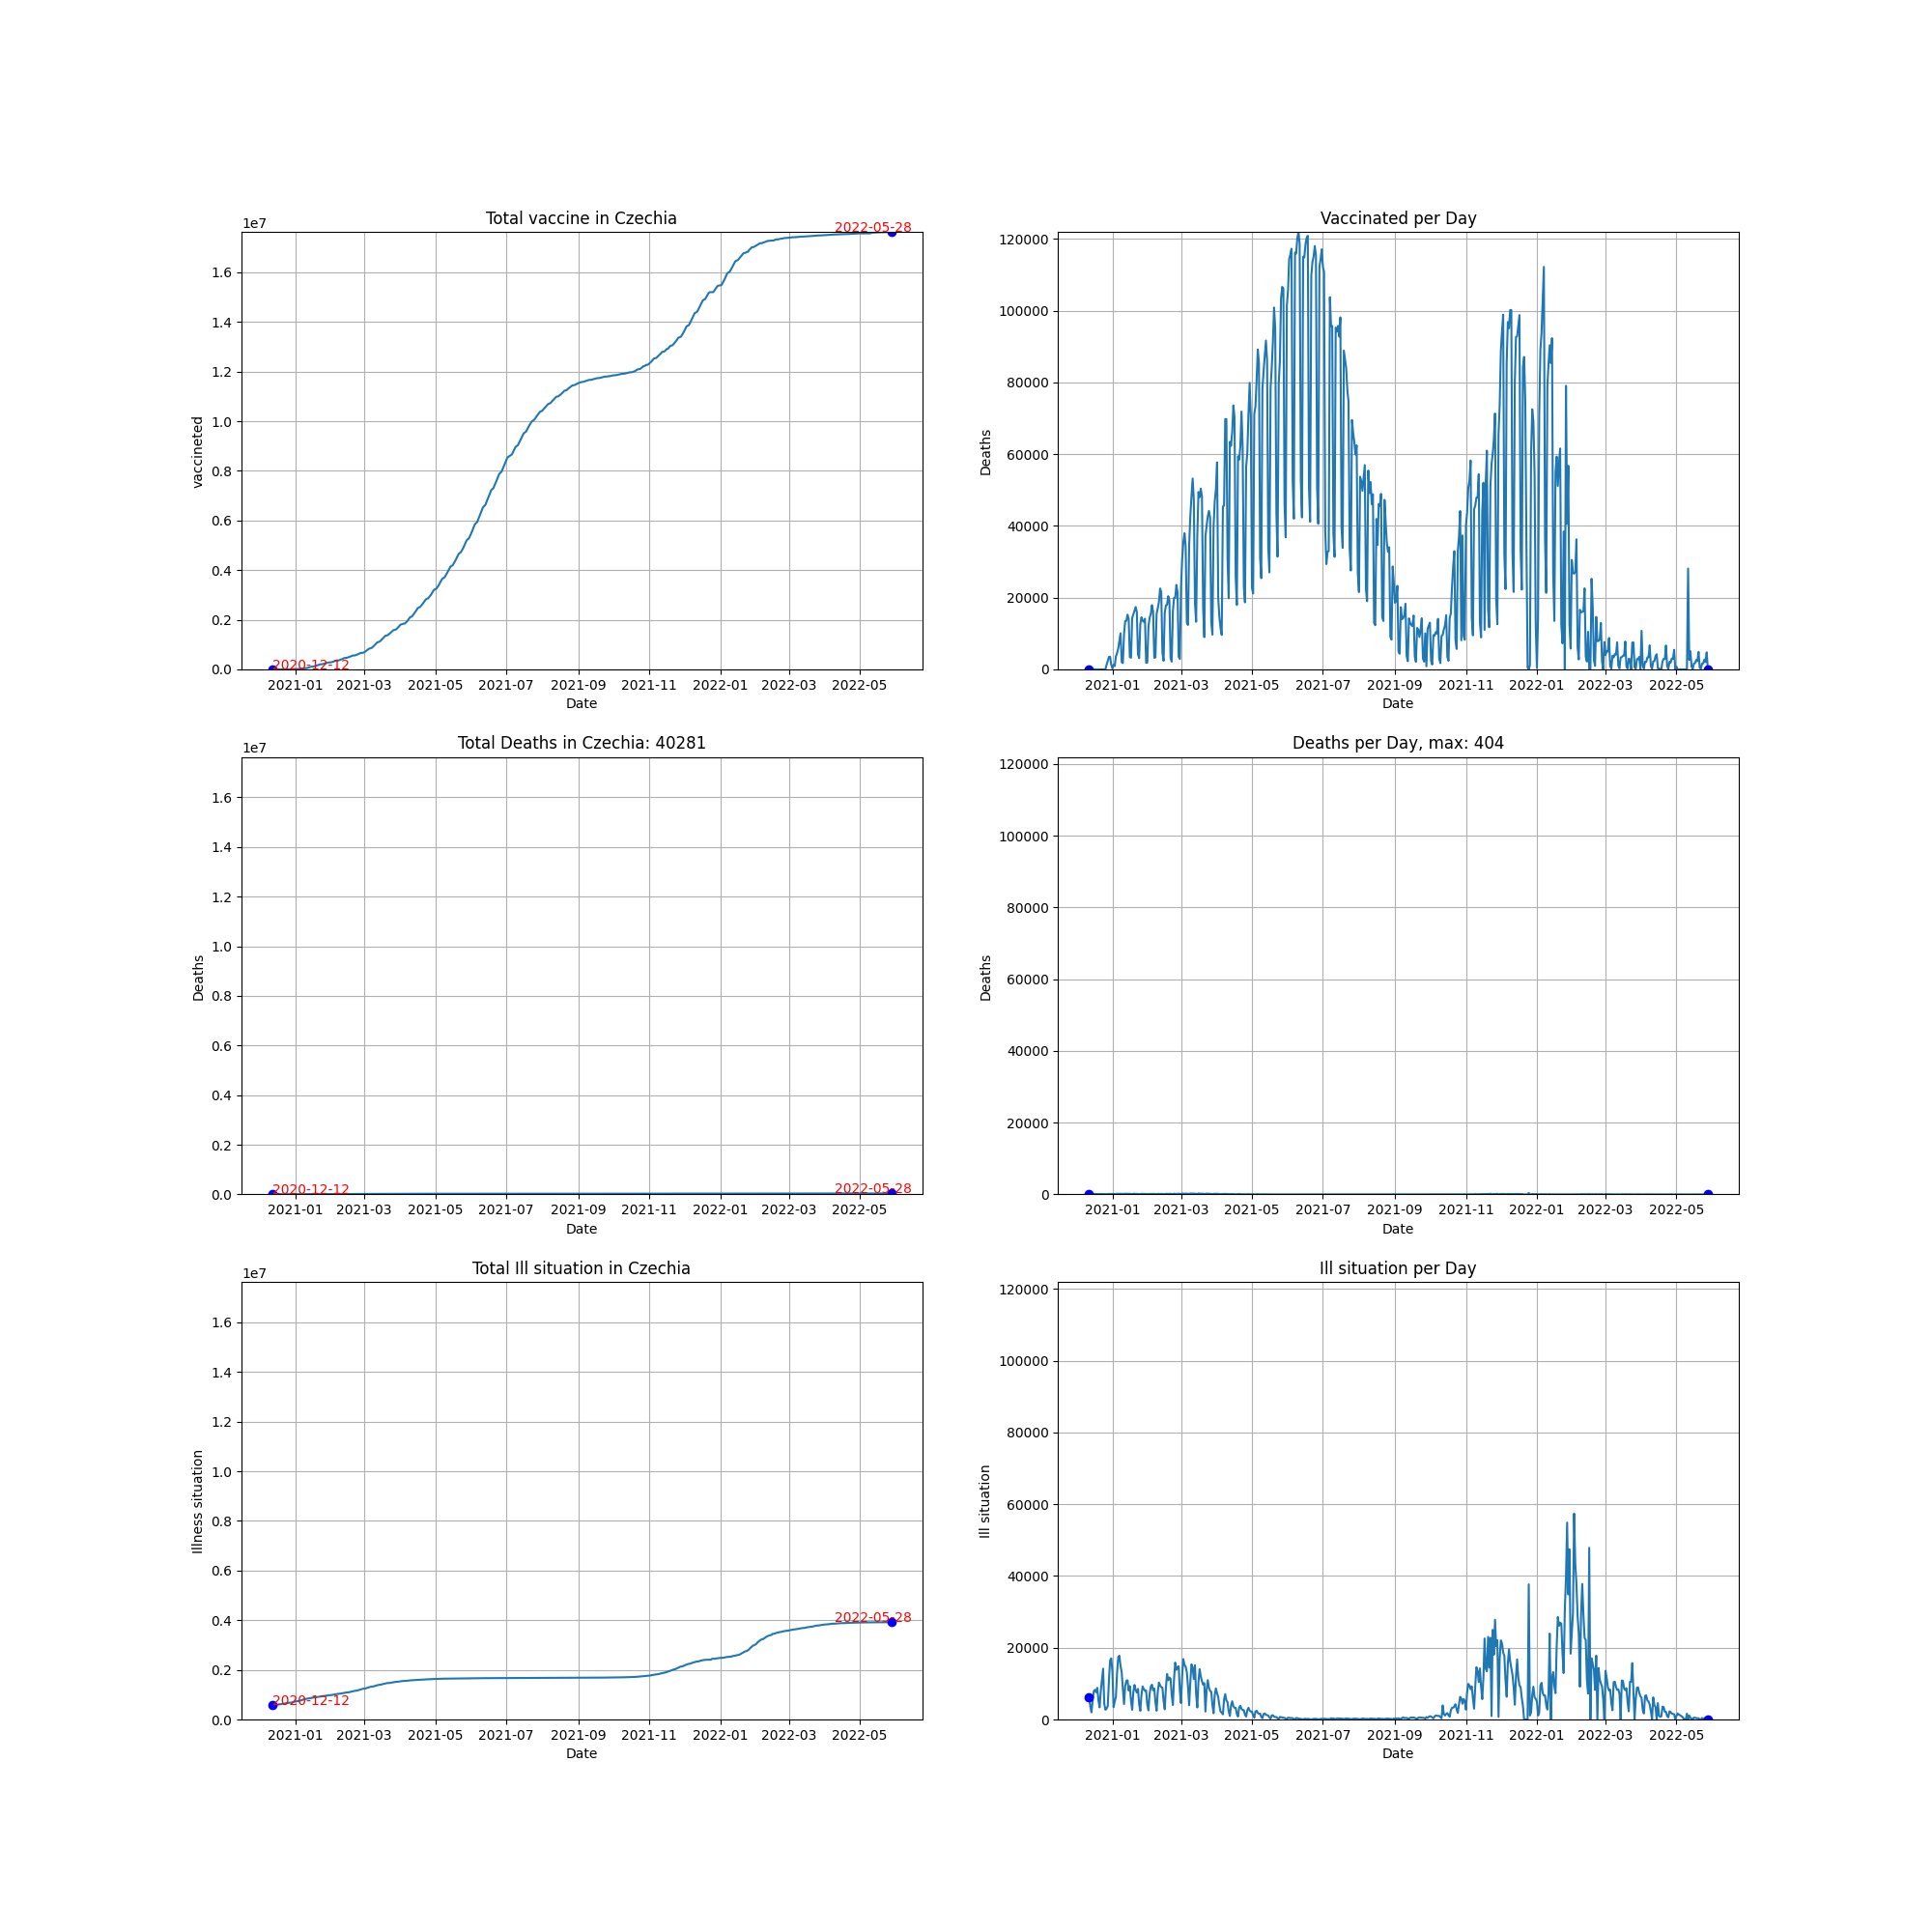 Total vaccine in Czechia
1e7
2022-05-28
1.6
1.4
1.2
1.0
0.8
0.6
0.4
0.2
0.0
vaccineted
2020-12-12
2021-01 2021-03 2021-05 2021-07 2021-09 2021-11 2022-01 2022-03 2022-05
Date
Vaccinated per Day
120000
100000
80000
60000
40000
20000
0
Deaths
2021-01 2021-03 2021-05 2021-07 2021-09 2021-11 2022-01 2022-03 2022-05
Date
Total Deaths in Czechia: 40281
1e7
1.6
1.4
1.2
1.0
0.8
0.6
0.4
0.2
0.0
Deaths
2020-12-12
2022-05-28
2021-01 2021-03 2021-05 2021-07 2021-09 2021-11 2022-01 2022-03 2022-05
Date
Deaths per Day, max: 404
120000
100000
80000
60000
40000
20000
0
Deaths
2021-01 2021-03 2021-05 2021-07 2021-09 2021-11 2022-01 2022-03 2022-05
Date
Total Ill situation in Czechia
1e7
1.6
1.4
1.2
1.0
0.8
0.6
0.4
0.2
0.0
Illness situation
2020-12-12
2022-05-28
2021-01 2021-03 2021-05 2021-07 2021-09 2021-11 2022-01 2022-03 2022-05
Date
Ill situation per Day
120000
100000
80000
60000
40000
20000
0
Ill situation
2021-01 2021-03 2021-05 2021-07 2021-09 2021-11 2022-01 2022-03 2022-05
Date